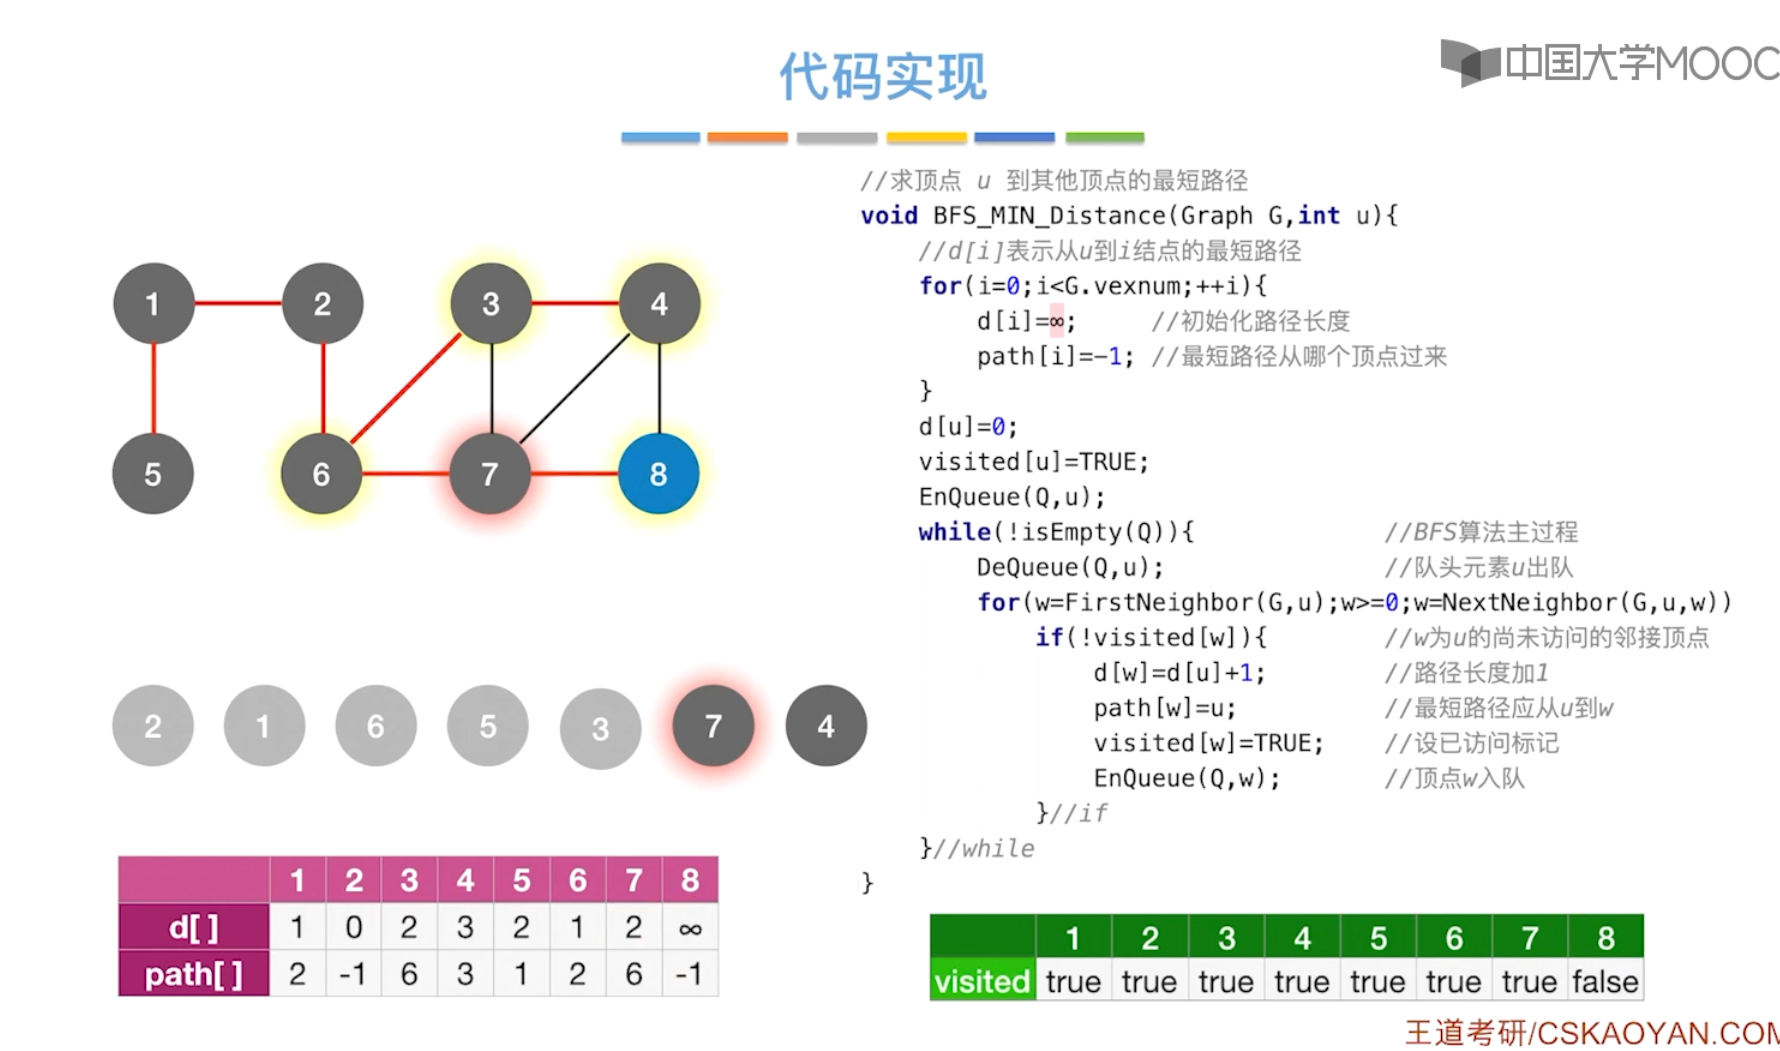 中国大学MOOC
代码实现
//求顶点 u 到其他顶点的最短路径
void BFS_MIN_Distance(Graph G,int u){
//d[i]表示从u到i结点的最短路径
for(i=0;i<G.vexnum;++i){
d[i]=∞; //初始化路径长度
path[i]=-1; //最短路径从哪个顶点过来
}
d[u]=0;
visited[u]=TRUE;
EnQueue(Q,u);
while(!isEmpty(Q)){ //BFS算法主过程
DeQueue(Q,u); //队头元素u出队
for(w=FirstNeighbor(G,u);w>=0;w=NextNeighbor(G,u,w))
if(!visited[w]){ //w为u的尚未访问的邻接顶点
d[w]=d[u]+1; //路径长度加1
path[w]=u; //最短路径应从u到w
visited[w]=TRUE; //设已访问标记
EnQueue(Q,w); //顶点w入队
}//if
}//while
}
1 2 3 4
5 6 7 8
2 1 6 5 3 7 4
1 2 3 4 5 6 7 8
d[ ] 1 0 2 3 2 1 2 ∞
path[ ] 2 -1 6 3 1 2 6 -1
1 2 3 4 5 6 7 8
visited true true true true true true true false
王道考研/CSKAOYAN.COM